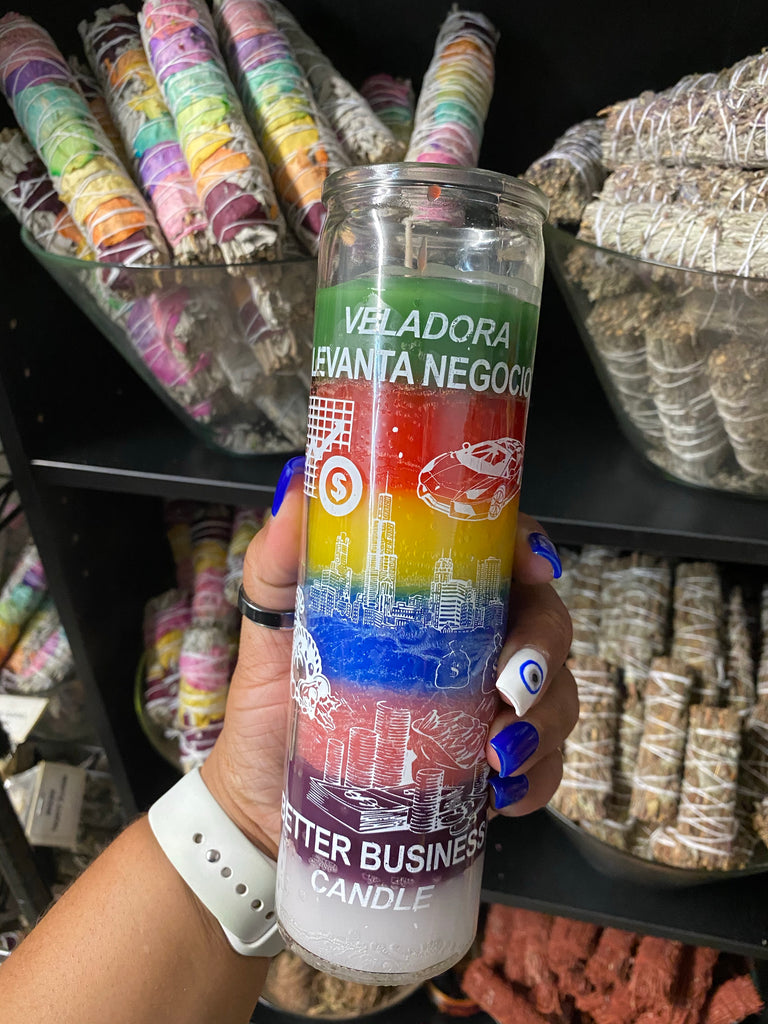 VELADORA
LEVANTA NEGOCIO
$
BETTER BUSINESS
CANDLE